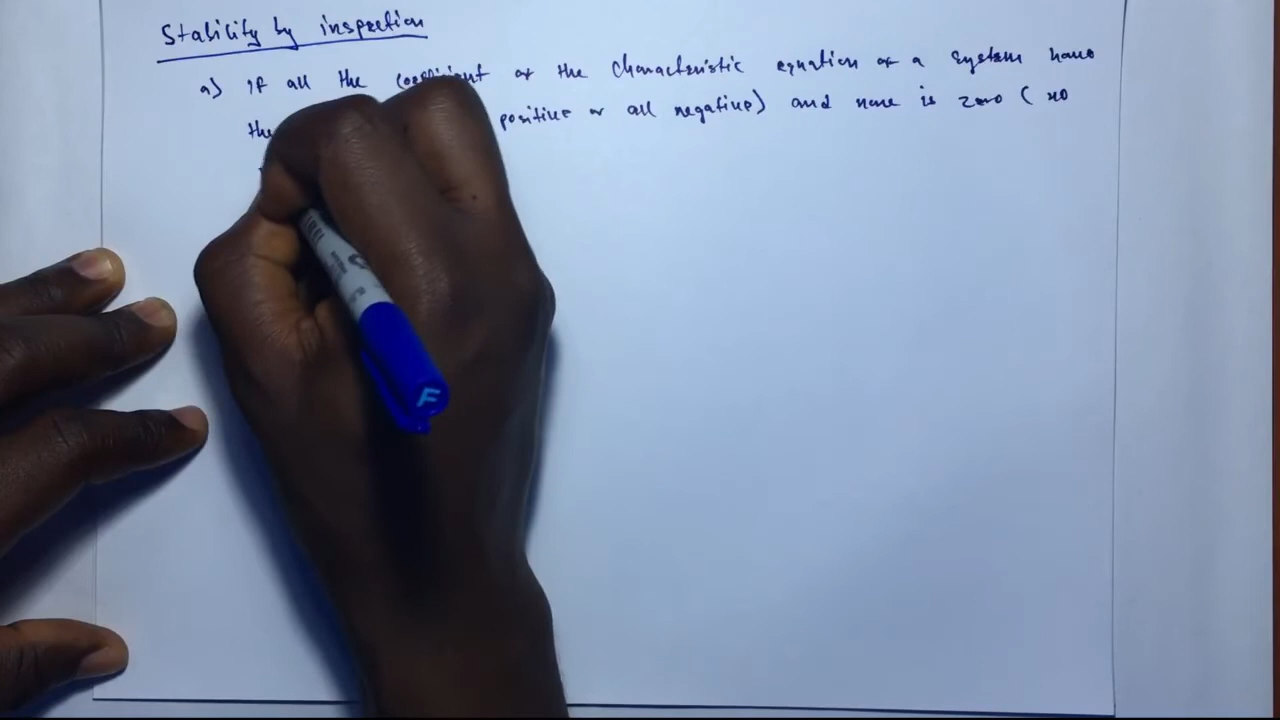 Stability by inspection
a) if all the coefficient of the characteristic equation of a system have
the positive or all negative) and none is zero ( no
F